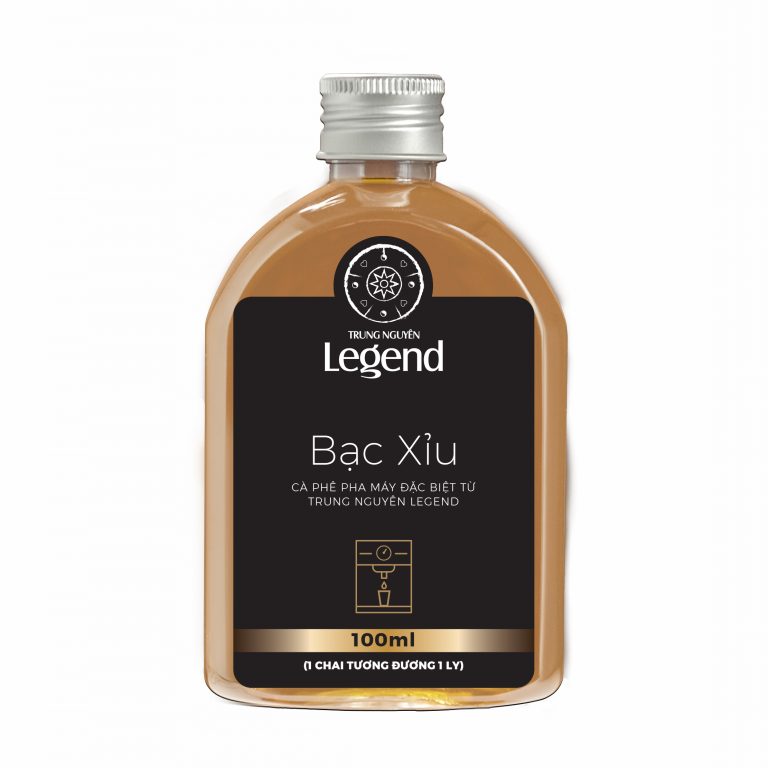 TRUNG NGUYÊN
Legend
Bạc Xỉu
CÀ PHÊ PHA MÁY ĐẶC BIỆT TỪ
TRUNG NGUYÊN LEGEND
100ml
(1 CHAI TƯƠNG ĐƯƠNG 1 LY)